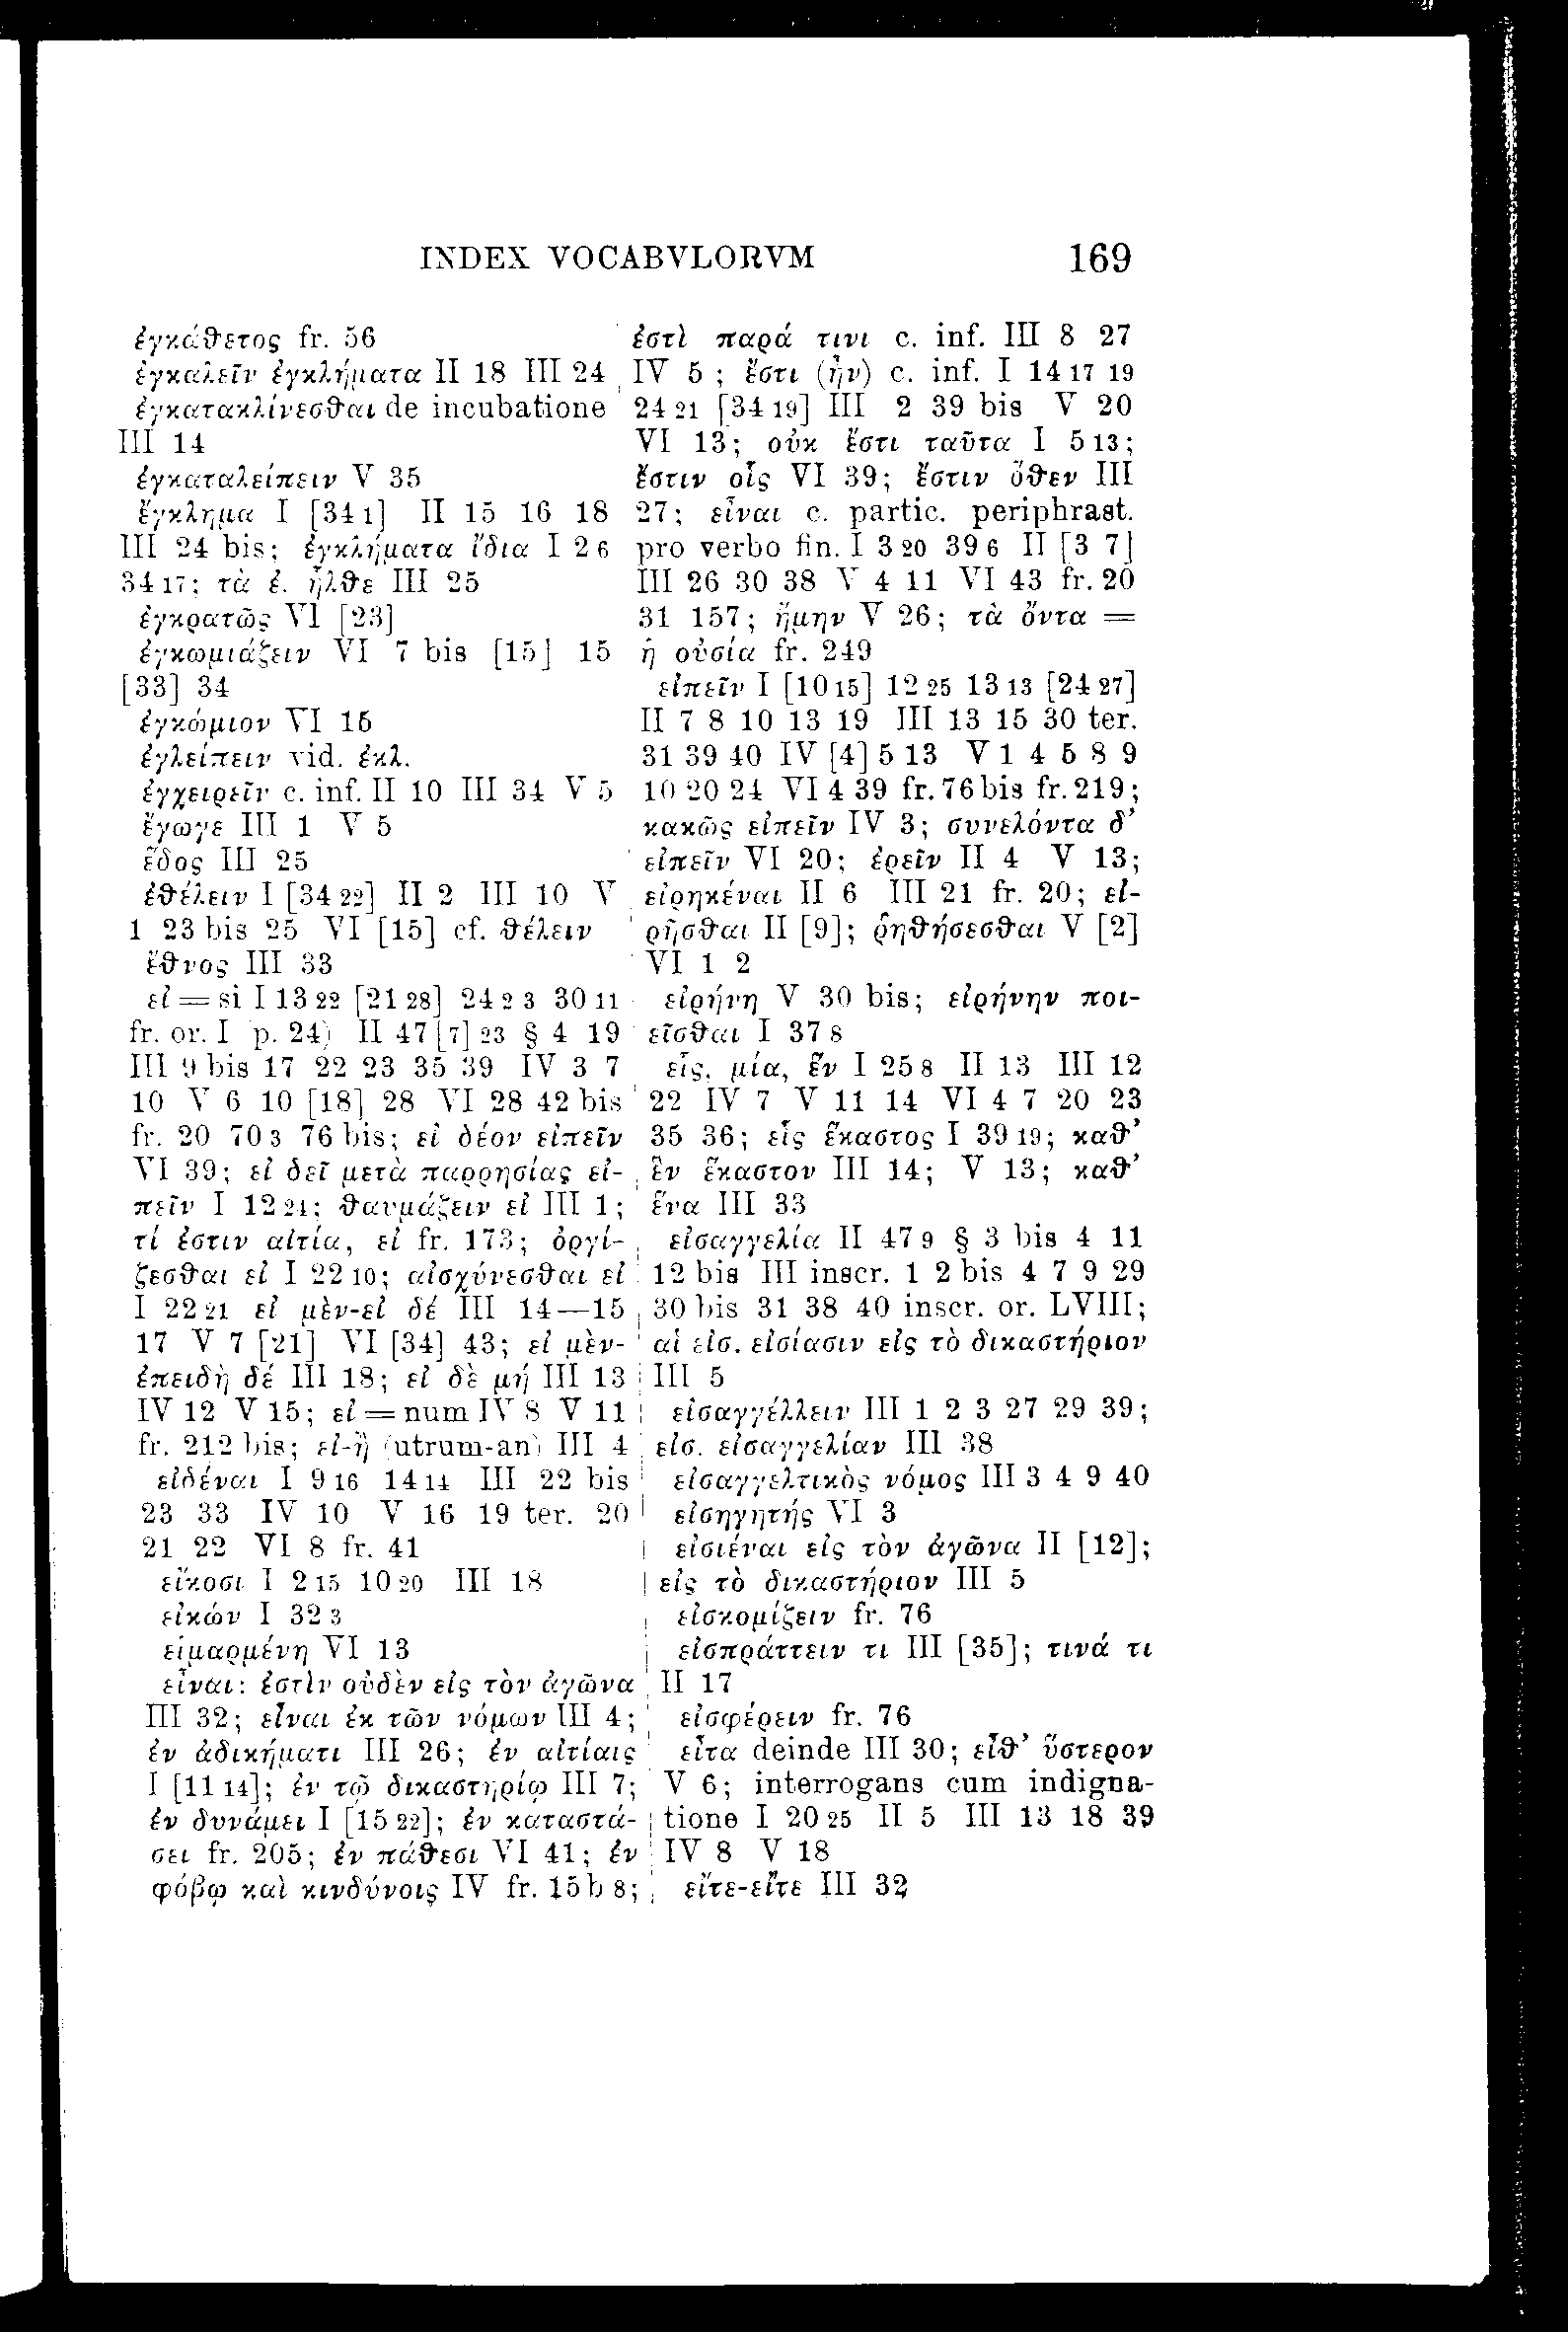 INDEX VOCABVLORVM 169
ἐγκάθετος fr. 56
ἐγκαλεῖν ἐγκλήματα II 18 III 24
ἐγκατακλίνεσθαι de incubatione
III 14
ἐγκαταλείπειν V 35
ἔγκλημα I [34 1] II 15 16 18
III 24 bis; ἐγκλήματα ἴδια I 2 6
34 17; τὰ ἐ. ἦλθε III 25
ἐγκρατῶς VI [23]
ἐγκωμιάζειν VI 7 bis [15] 15
[33] 34
ἐγκώμιον VI 15
ἐγλείπειν vid. ἐκλ.
ἐγχειρεῖν c. inf. II 10 III 34 V 5
ἔγωγε III 1 V 5
ἕδος III 25
ἐθέλειν I [34 22] II 2 III 10 V
1 23 bis 25 VI [15] cf. θέλειν
ἔθνος III 33
εἰ = si I 13 22 [21 28] 24 2 3 30 11
fr. or. I p. 24) II 47 [7] 23 § 4 19
III 9 bis 17 22 23 35 39 IV 3 7
10 V 6 10 [18] 28 VI 28 42 bis
fr. 20 70 3 76 bis; εἰ δέον εἰπεῖν
VI 39; εἰ δεῖ μετὰ παρρησίας εἰ-
πεῖν I 12 24; θαυμάζειν εἰ III 1;
τί ἐστιν αἰτία, εἰ fr. 173; ὀργί-
ζεσθαι εἰ I 22 10; αἰσχύνεσθαι εἰ
I 22 21 εἰ μὲν-εἰ δέ III 14—15
17 V 7 [21] VI [34] 43; εἰ μὲν-
ἐπειδὴ δέ III 18; εἰ δὲ μή III 13
IV 12 V 15; εἰ = num IV 8 V 11
fr. 212 bis; εἰ-ἢ (utrum-an) III 4
εἰδέναι I 9 16 14 14 III 22 bis
23 33 IV 10 V 16 19 ter. 20
21 22 VI 8 fr. 41
εἴκοσι I 2 15 10 20 III 18
εἰκών I 32 3
εἱμαρμένη VI 13
εἶναι: ἐστὶν οὐδὲν εἰς τὸν ἀγῶνα
III 32; εἶναι ἐκ τῶν νόμων III 4;
ἐν ἀδικήματι III 26; ἐν αἰτίαις
I [11 14]; ἐν τῷ δικαστηρίῳ III 7;
ἐν δυνάμει I [15 22]; ἐν καταστά-
σει fr. 205; ἐν πάθεσι VI 41; ἐν
φόβῳ καὶ κινδύνοις IV fr. 15 b 8;
ἐστὶ παρά τινι c. inf. III 8 27
IV 5 ; ἔστι (ἦν) c. inf. I 14 17 19
24 21 [34 19] III 2 39 bis V 20
VI 13; οὐκ ἔστι ταῦτα I 5 13;
ἔστιν οἷς VI 39; ἔστιν ὅθεν III
27; εἶναι c. partic. periphrast.
pro verbo fin. I 3 20 39 6 II [3 7]
III 26 30 38 V 4 11 VI 43 fr. 20
31 157; ἤμην V 26; τὰ ὄντα =
ἡ οὐσία fr. 249
εἰπεῖν I [10 15] 12 25 13 13 [24 27]
II 7 8 10 13 19 III 13 15 30 ter.
31 39 40 IV [4] 5 13 V 1 4 5 8 9
10 20 24 VI 4 39 fr. 76 bis fr. 219;
κακῶς εἰπεῖν IV 3; συνελόντα δ’
εἰπεῖν VI 20; ἐρεῖν II 4 V 13;
εἰρηκέναι II 6 III 21 fr. 20; εἰ-
ρῆσθαι II [9]; ῥηθήσεσθαι V [2]
VI 1 2
εἰρήνη V 30 bis; εἰρήνην ποι-
εῖσθαι I 37 8
εἷς, μία, ἕν I 25 8 II 13 III 12
22 IV 7 V 11 14 VI 4 7 20 23
35 36; εἷς ἕκαστος I 39 19; καθ’
ἓν ἕκαστον III 14; V 13; καθ’
ἕνα III 33
εἰσαγγελία II 47 9 § 3 bis 4 11
12 bis III inscr. 1 2 bis 4 7 9 29
30 bis 31 38 40 inscr. or. LVIII;
αἱ εἰσ. εἰσίασιν εἰς τὸ δικαστήριον
III 5
εἰσαγγέλλειν III 1 2 3 27 29 39;
εἰσ. εἰσαγγελίαν III 38
εἰσαγγελτικὸς νόμος III 3 4 9 40
εἰσηγητής VI 3
εἰσιέναι εἰς τὸν ἀγῶνα II [12];
εἰς τὸ δικαστήριον III 5
εἰσκομίζειν fr. 76
εἰσπράττειν τι III [35]; τινά τι
II 17
εἰσφέρειν fr. 76
εἶτα deinde III 30; εἶθ’ ὕστερον
V 6; interrogans cum indigna-
tione I 20 25 II 5 III 13 18 39
IV 8 V 18
εἴτε-εἴτε III 32